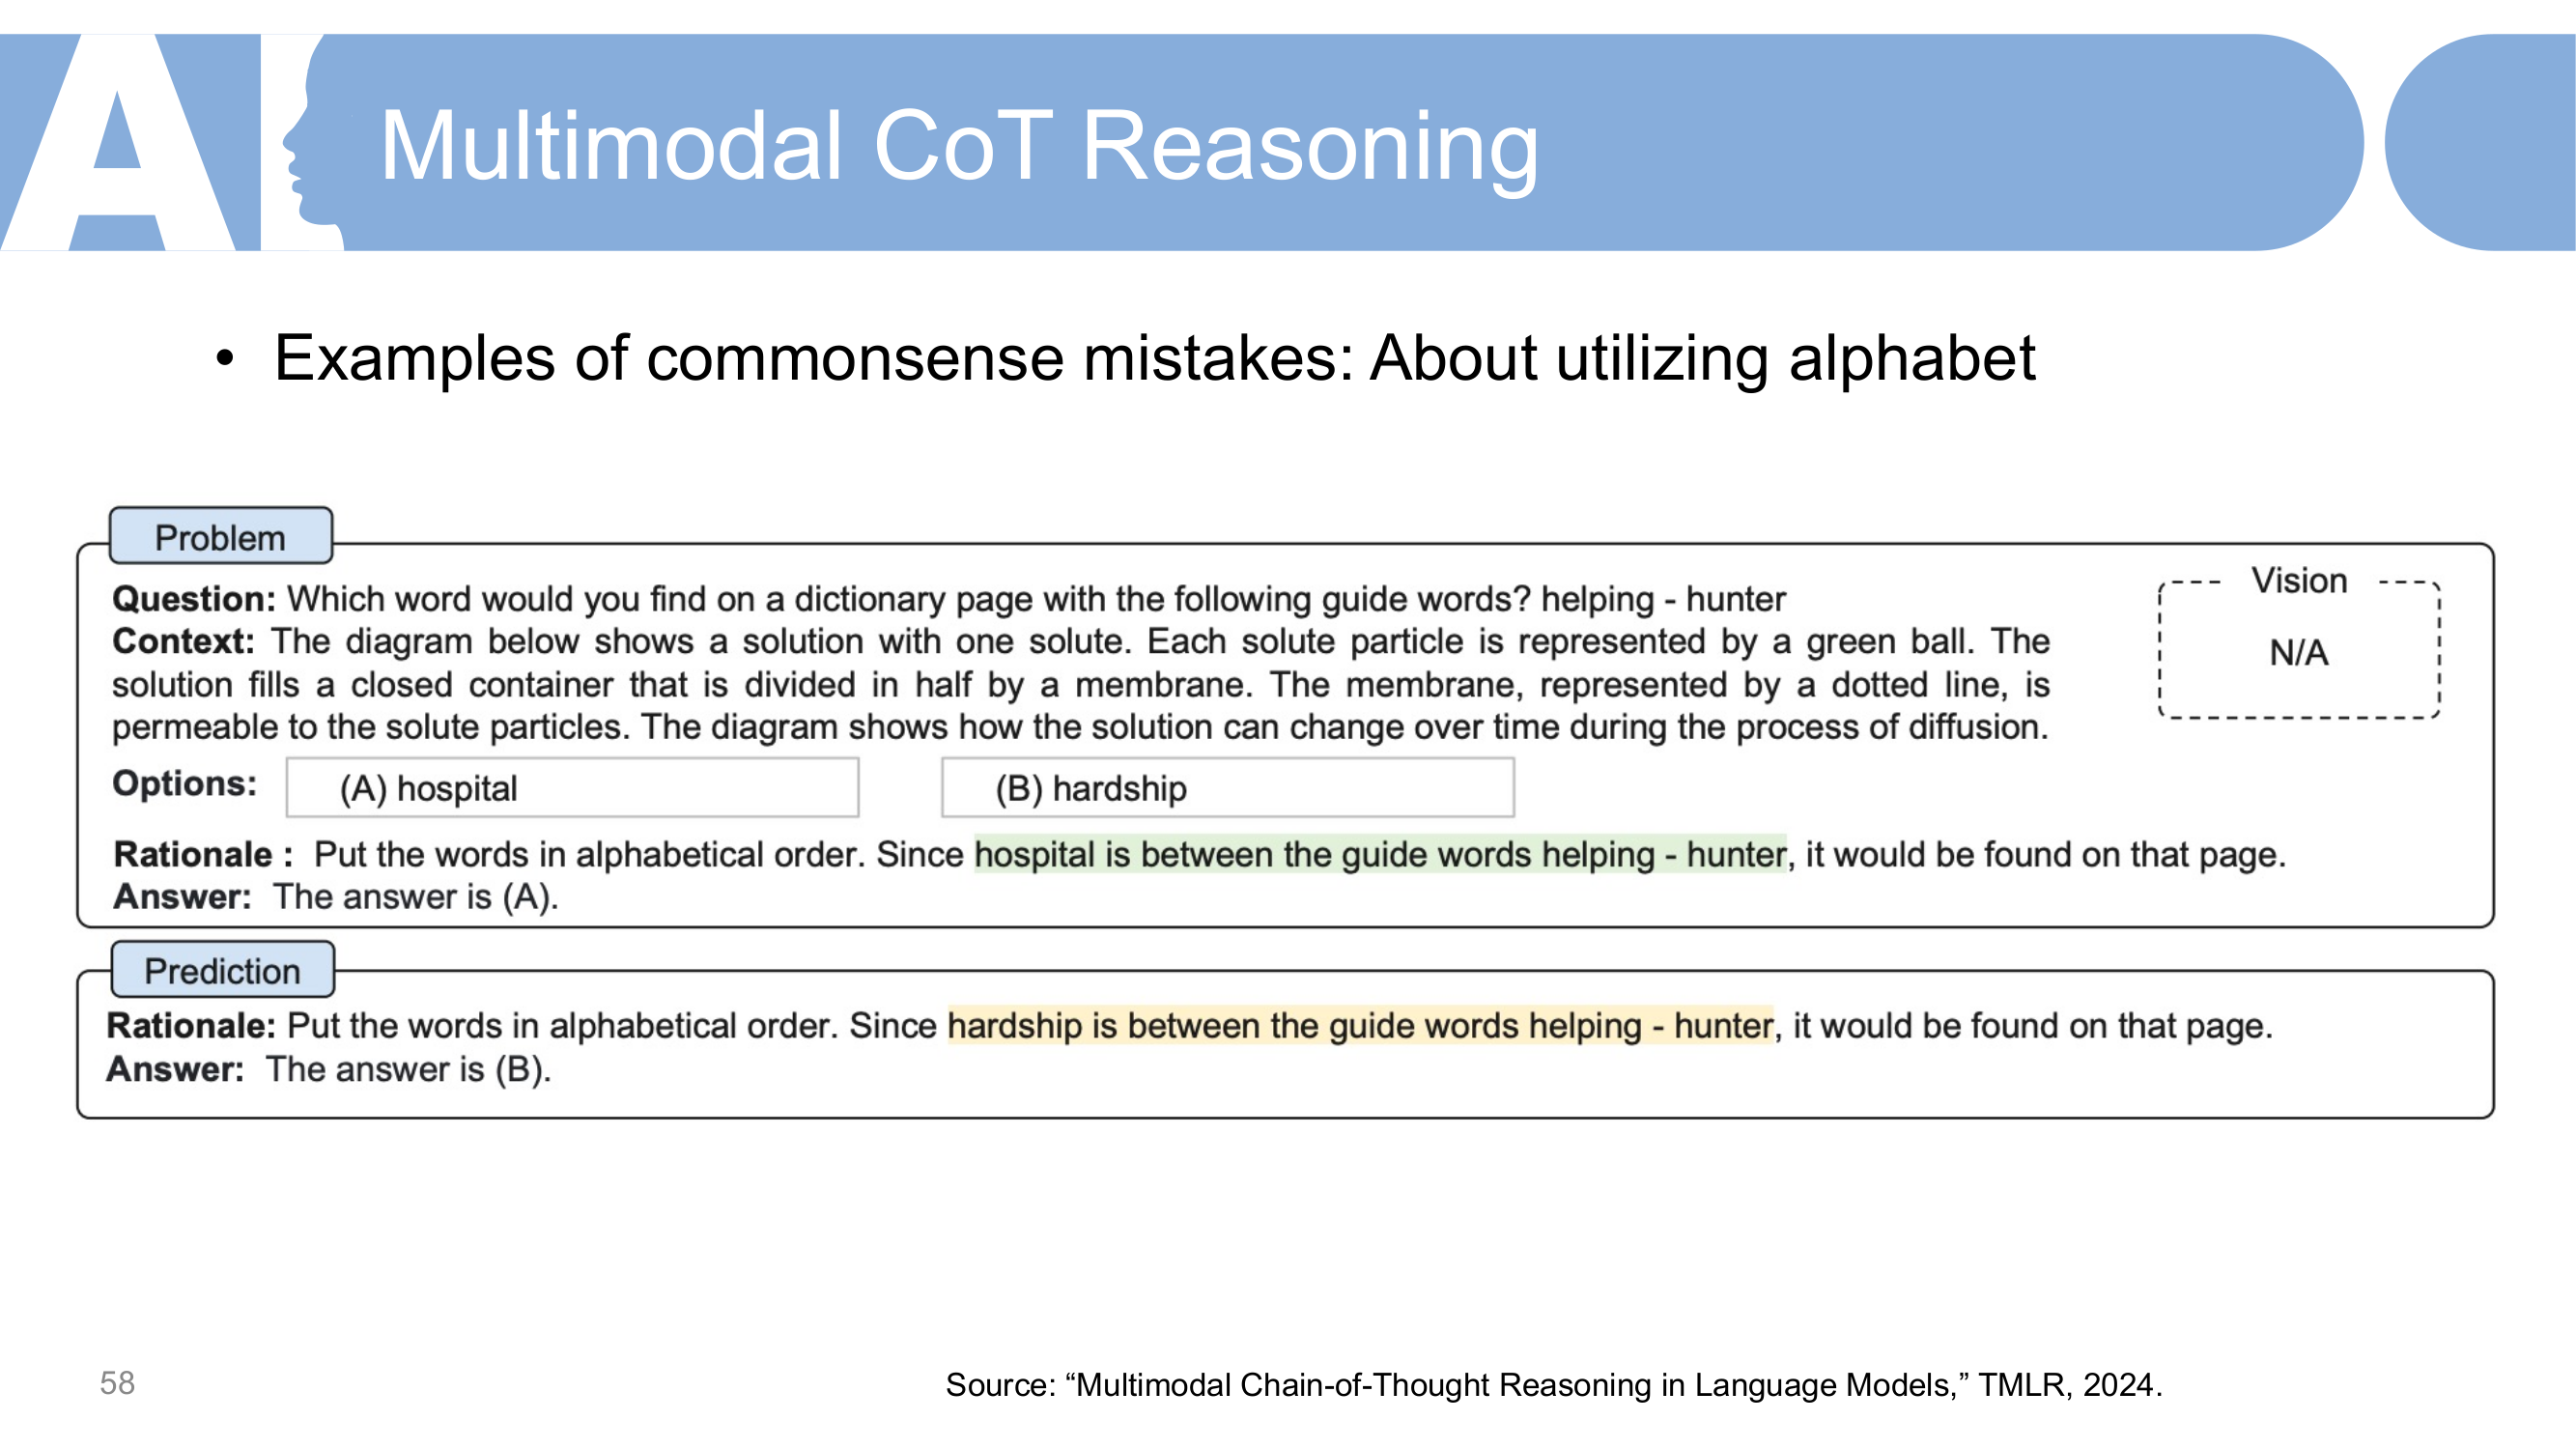 AI
Multimodal CoT Reasoning
• Examples of commonsense mistakes: About utilizing alphabet
Problem
Question: Which word would you find on a dictionary page with the following guide words? helping - hunter
Context: The diagram below shows a solution with one solute. Each solute particle is represented by a green ball. The
solution fills a closed container that is divided in half by a membrane. The membrane, represented by a dotted line, is
permeable to the solute particles. The diagram shows how the solution can change over time during the process of diffusion.
Vision
N/A
Options: (A) hospital (B) hardship
Rationale : Put the words in alphabetical order. Since hospital is between the guide words helping - hunter, it would be found on that page.
Answer: The answer is (A).
Prediction
Rationale: Put the words in alphabetical order. Since hardship is between the guide words helping - hunter, it would be found on that page.
Answer: The answer is (B).
58
Source: “Multimodal Chain-of-Thought Reasoning in Language Models,” TMLR, 2024.